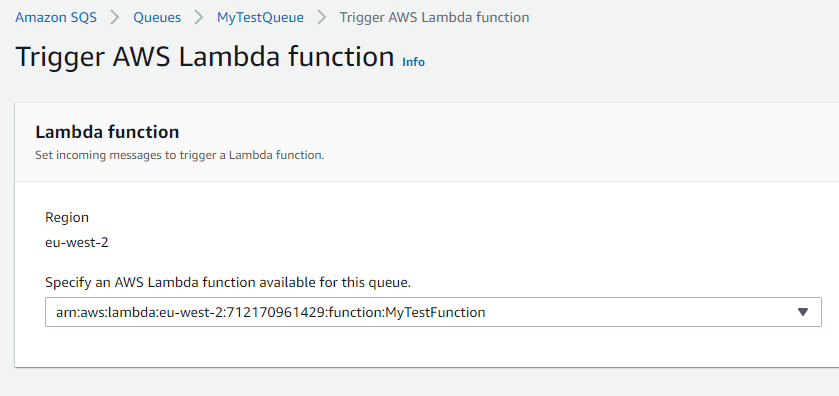 Amazon SQS > Queues > MyTestQueue > Trigger AWS Lambda function
Trigger AWS Lambda function Info
Lambda function
Set incoming messages to trigger a Lambda function.
Region
eu-west-2
Specify an AWS Lambda function available for this queue.
arn:aws:lambda:eu-west-2:712170961429:function:MyTestFunction